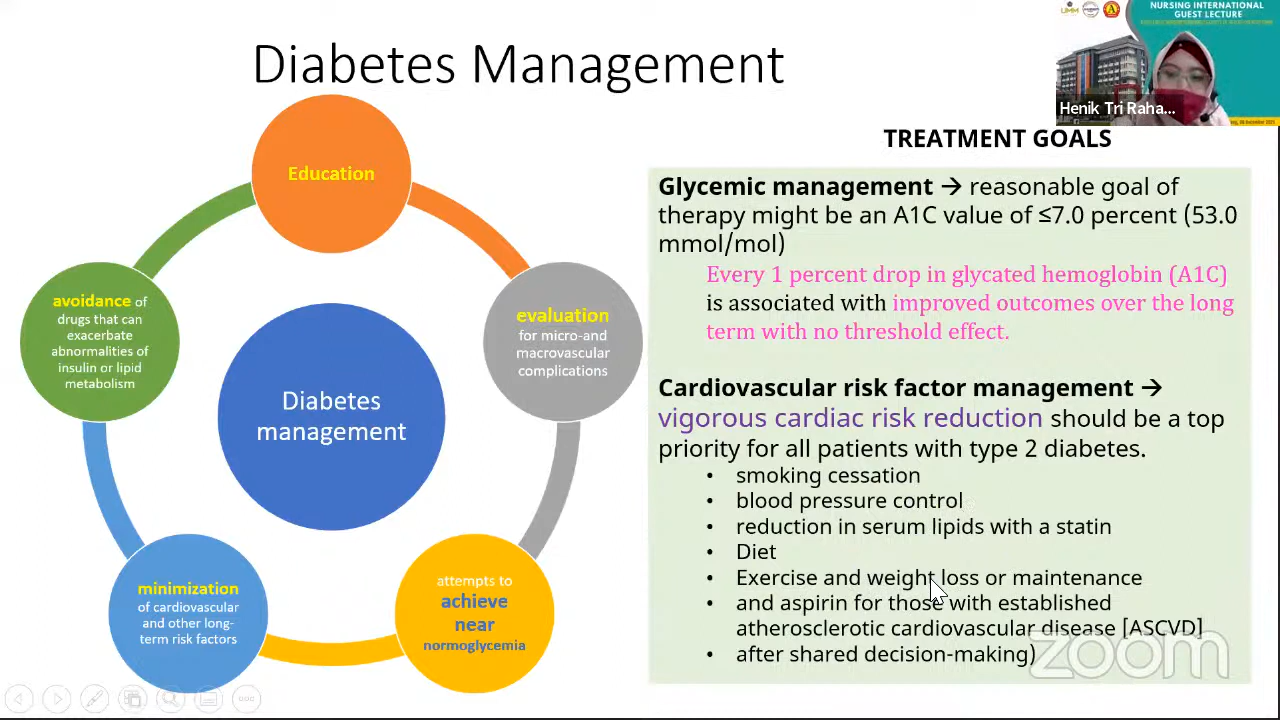 Diabetes Management
NURSING INTERNATIONAL
GUEST LECTURE
UMM
Henik Tri Raha...
Education
avoidance of
drugs that can
exacerbate
abnormalities of
insulin or lipid
metabolism
evaluation
for micro-and
macrovascular
complications
Diabetes
management
minimization
of cardiovascular
and other long-
term risk factors
attempts to
achieve
near
normoglycemia
TREATMENT GOALS
Glycemic management → reasonable goal of
therapy might be an A1C value of ≤7.0 percent (53.0
mmol/mol)
Every 1 percent drop in glycated hemoglobin (A1C)
is associated with improved outcomes over the long
term with no threshold effect.
Cardiovascular risk factor management →
vigorous cardiac risk reduction should be a top
priority for all patients with type 2 diabetes.
• smoking cessation
• blood pressure control
• reduction in serum lipids with a statin
• Diet
• Exercise and weight loss or maintenance
• and aspirin for those with established
atherosclerotic cardiovascular disease [ASCVD]
• after shared decision-making)
zoom